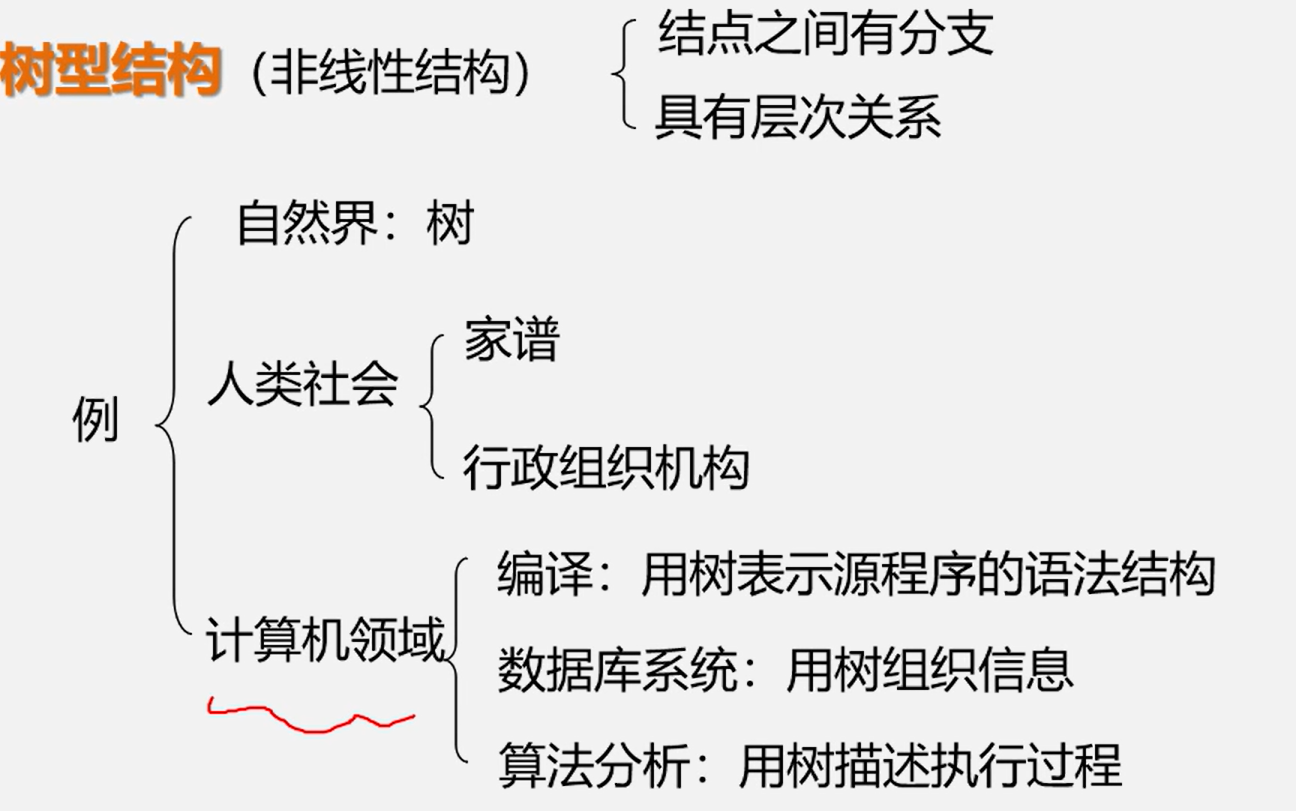 树型结构（非线性结构）
结点之间有分支
具有层次关系
例
自然界：树
人类社会
家谱
行政组织机构
计算机领域
编译：用树表示源程序的语法结构
数据库系统：用树组织信息
算法分析：用树描述执行过程